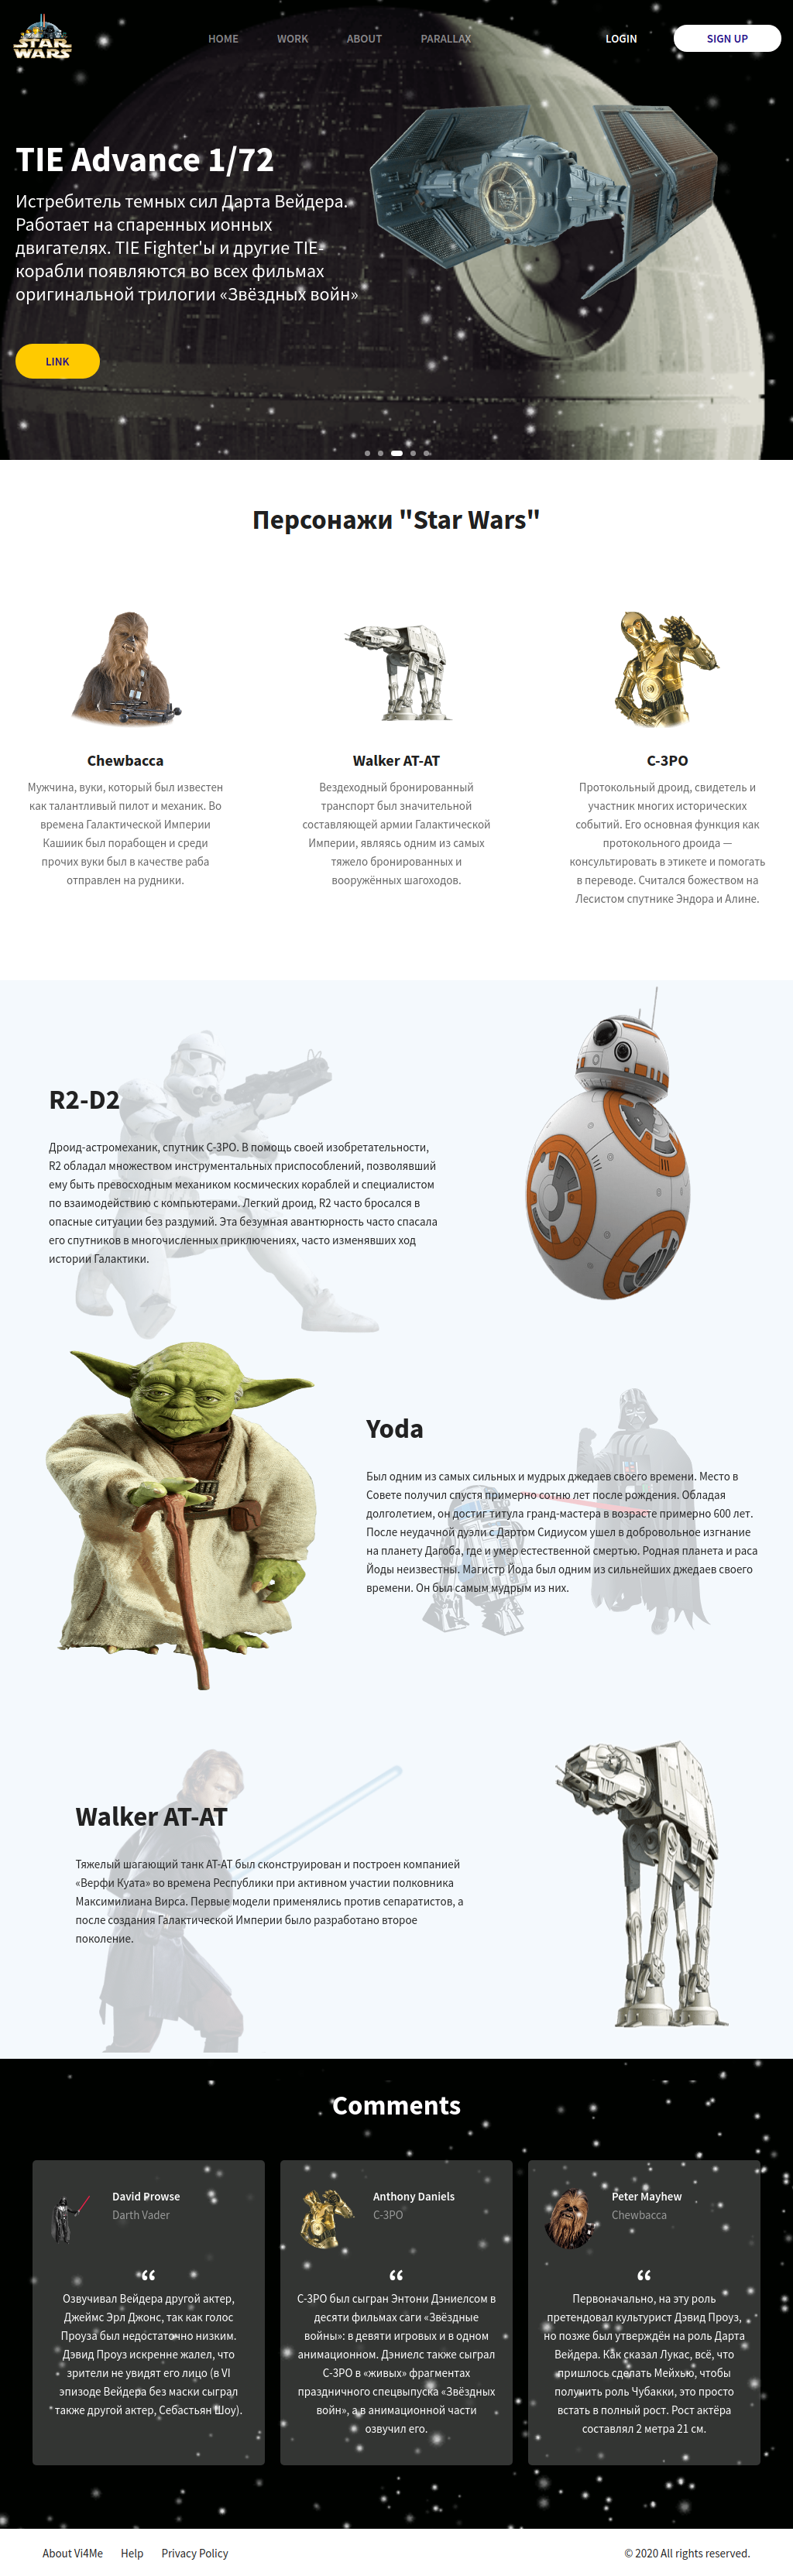 STAR
WARS
HOME
WORK
ABOUT
PARALLAX
LOGIN
SIGN UP
TIE Advance 1/72
Истребитель темных сил Дарта Вейдера.
Работает на спаренных ионных
двигателях. TIE Fighter'ы и другие TIE-
корабли появляются во всех фильмах
оригинальной трилогии «Звёздных войн»
LINK
Персонажи "Star Wars"
Chewbacca
Мужчина, вуки, который был известен
как талантливый пилот и механик. Во
времена Галактической Империи
Кашиик был порабощен и среди
прочих вуки был в качестве раба
отправлен на рудники.
Walker AT-AT
Вездеходный бронированный
транспорт был значительной
составляющей армии Галактической
Империи, являясь одним из самых
тяжело бронированных и
вооружённых шагоходов.
C-3PO
Протокольный дроид, свидетель и
участник многих исторических
событий. Его основная функция как
протокольного дроида —
консультировать в этикете и помогать
в переводе. Считался божеством на
Лесистом спутнике Эндора и Алине.
R2-D2
Дроид-астромеханик, спутник C-3PO. В помощь своей изобретательности,
R2 обладал множеством инструментальных приспособлений, позволявший
ему быть превосходным механиком космических кораблей и специалистом
по взаимодействию с компьютерами. Легкий дроид, R2 часто бросался в
опасные ситуации без раздумий. Эта безумная авантюрность часто спасала
его спутников в многочисленных приключениях, часто изменявших ход
истории Галактики.
Yoda
Был одним из самых сильных и мудрых джедаев своего времени. Место в
Совете получил спустя примерно сотню лет после рождения. Обладая
долголетием, он достиг титула гранд-мастера в возрасте примерно 600 лет.
После неудачной дуэли с Дартом Сидиусом ушел в добровольное изгнание
на планету Дагоба, где и умер естественной смертью. Родная планета и раса
Йоды неизвестны. Магистр Йода был одним из сильнейших джедаев своего
времени. Он был самым мудрым из них.
Walker AT-AT
Тяжелый шагающий танк AT-AT был сконструирован и построен компанией
«Верфи Куата» во времена Республики при активном участии полковника
Максимилиана Вирса. Первые модели применялись против сепаратистов, а
после создания Галактической Империи было разработано второе
поколение.
Comments
David Prowse
Darth Vader
“
Озвучивал Вейдера другой актер,
Джеймс Эрл Джонс, так как голос
Проуза был недостаточно низким.
Дэвид Проуз искренне жалел, что
зрители не увидят его лицо (в VI
эпизоде Вейдера без маски сыграл
также другой актер, Себастьян Шоу).
Anthony Daniels
C-3PO
“
C-3PO был сыгран Энтони Дэниелсом в
десяти фильмах саги «Звёздные
войны»: в девяти игровых и в одном
анимационном. Дэниелс также сыграл
C-3PO в «живых» фрагментах
праздничного спецвыпуска «Звёздных
войн», а в анимационной части
озвучил его.
Peter Mayhew
Chewbacca
“
Первоначально, на эту роль
претендовал культурист Дэвид Проуз,
но позже был утверждён на роль Дарта
Вейдера. Как сказал Лукас, всё, что
пришлось сделать Мейхью, чтобы
получить роль Чубакки, это просто
встать в полный рост. Рост актёра
составлял 2 метра 21 см.
About Vi4Me
Help
Privacy Policy
© 2020 All rights reserved.